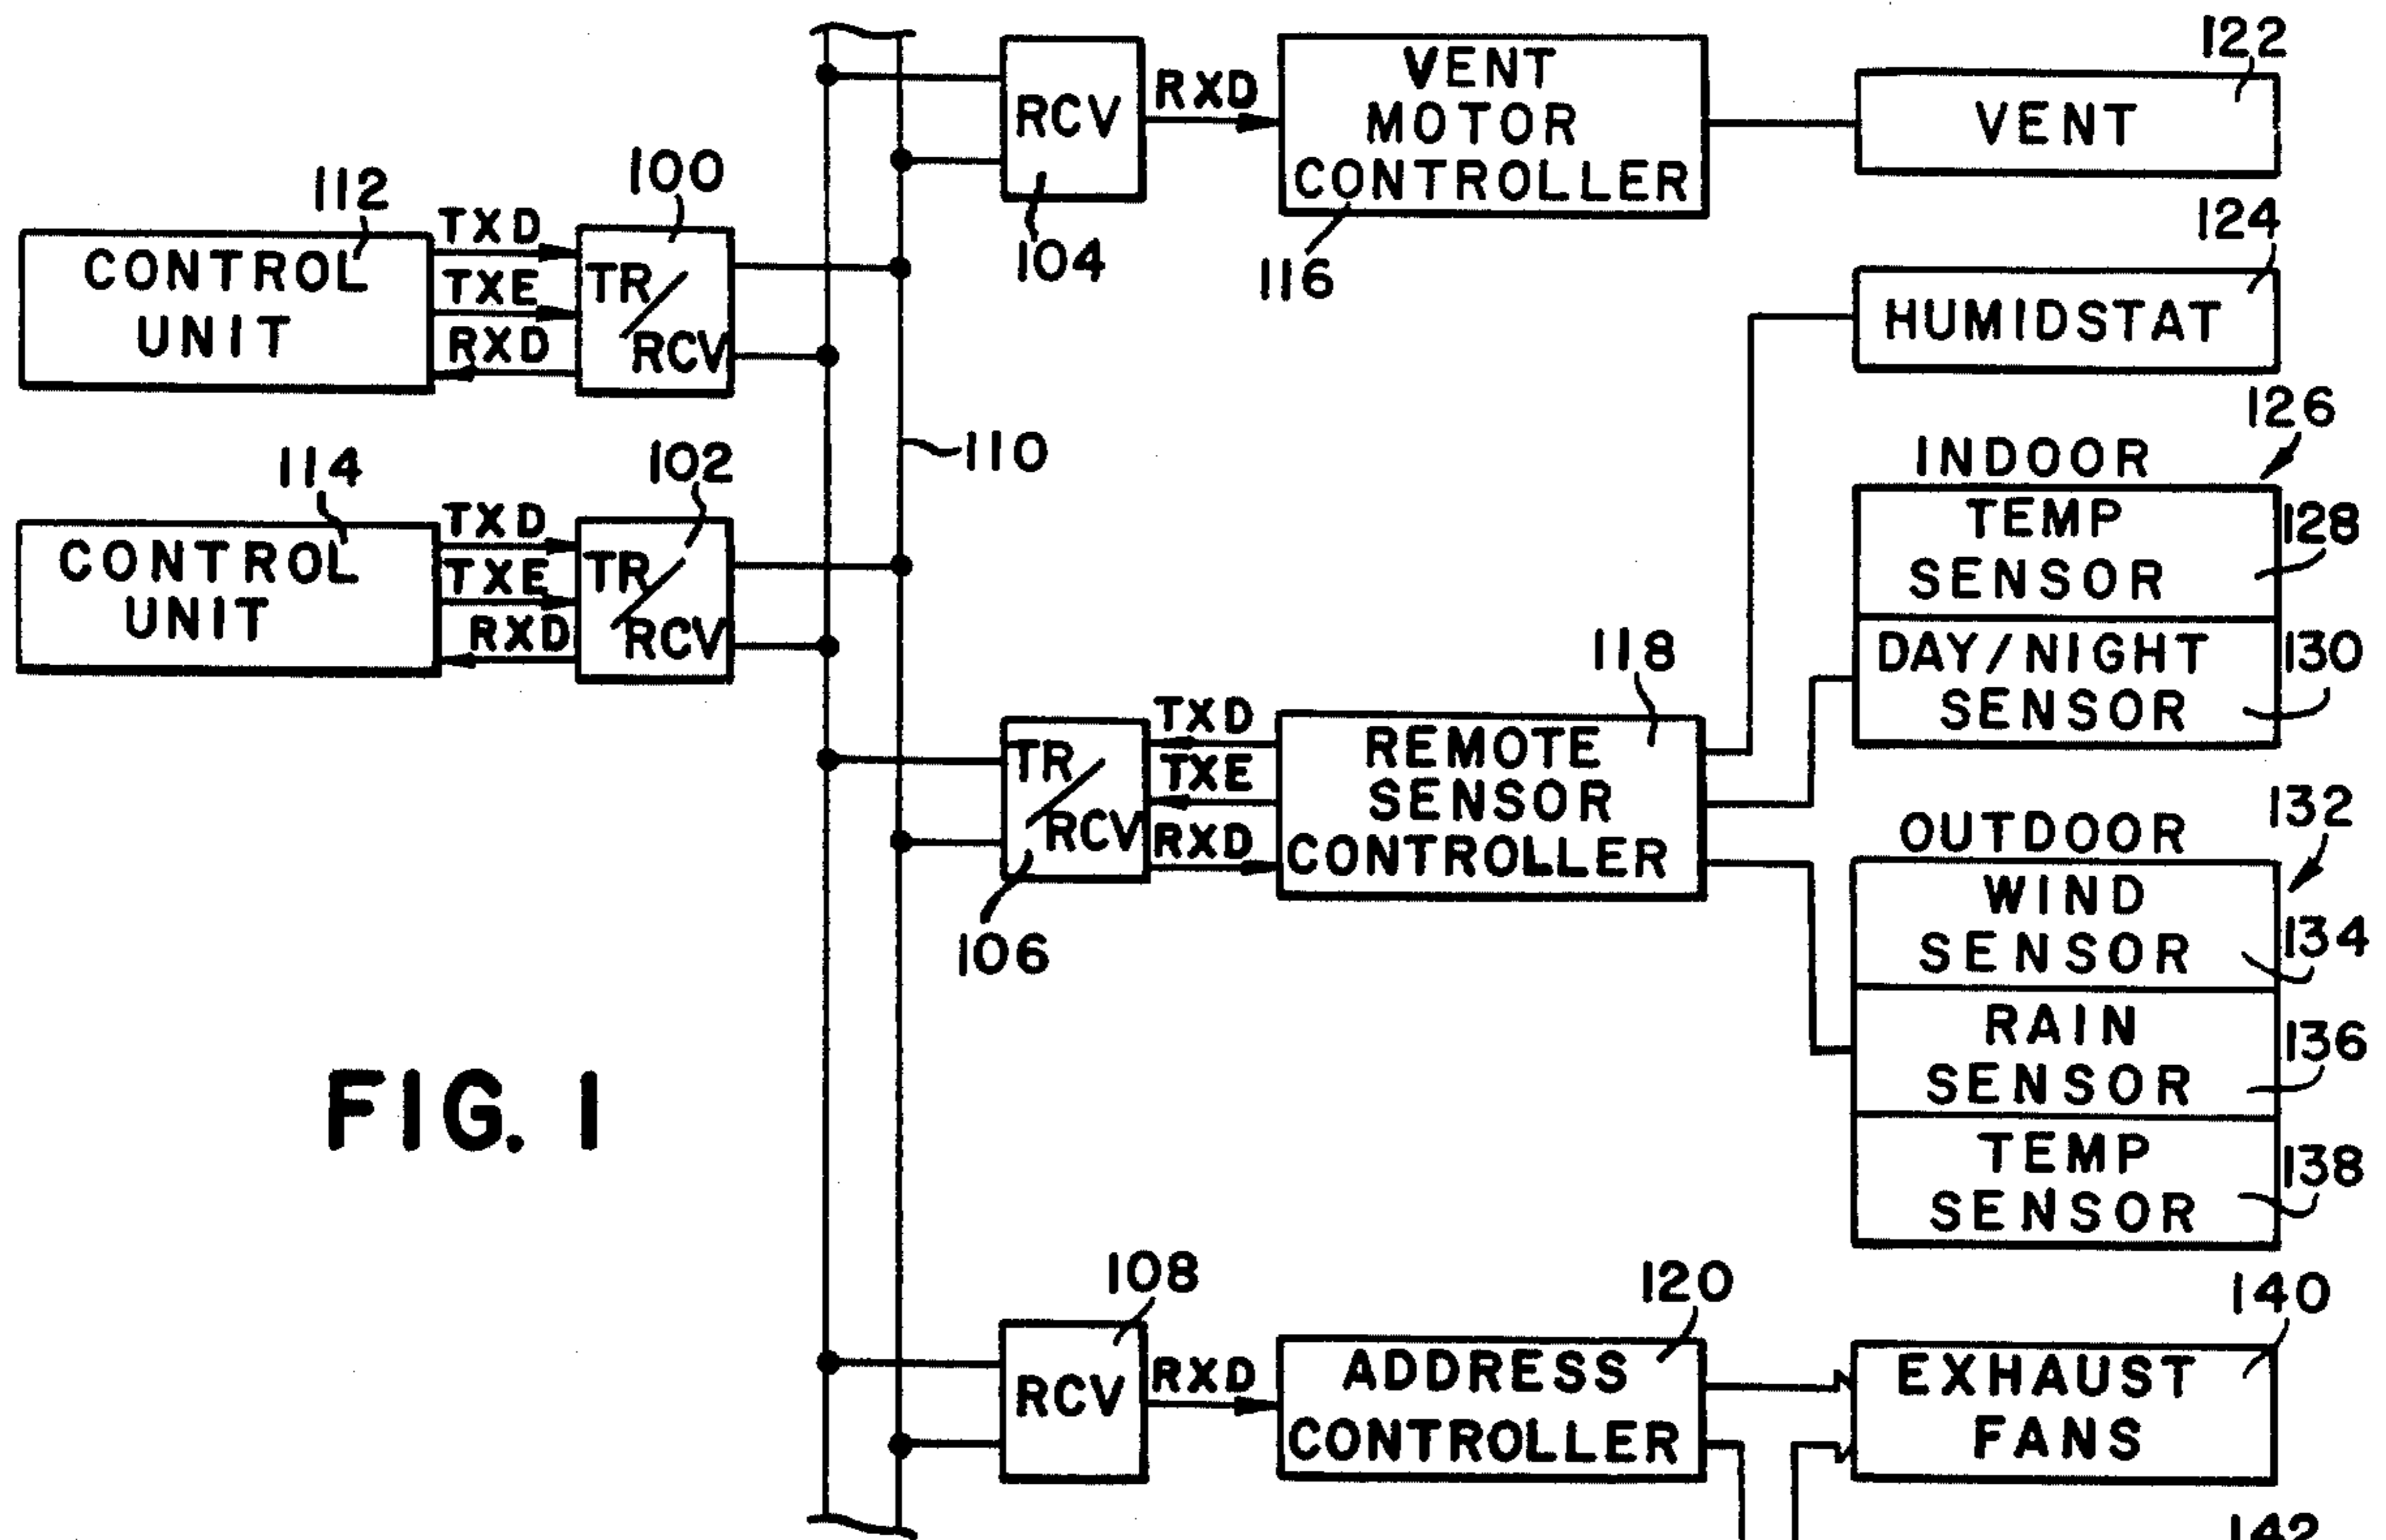 112
CONTROL
UNIT
TXD
TXE
RXD
100
TR/
RCV
114
CONTROL
UNIT
TXD
TXE
RXD
102
TR/
RCV
110
RCV
104
RXD
VENT
MOTOR
CONTROLLER
116
122
VENT
124
HUMIDSTAT
126
INDOOR
TEMP
SENSOR
128
DAY/NIGHT
SENSOR
130
TR/
RCV
106
TXD
TXE
RXD
118
REMOTE
SENSOR
CONTROLLER
132
OUTDOOR
WIND
SENSOR
134
RAIN
SENSOR
136
TEMP
SENSOR
138
FIG. 1
108
RCV
RXD
120
ADDRESS
CONTROLLER
140
EXHAUST
FANS
142